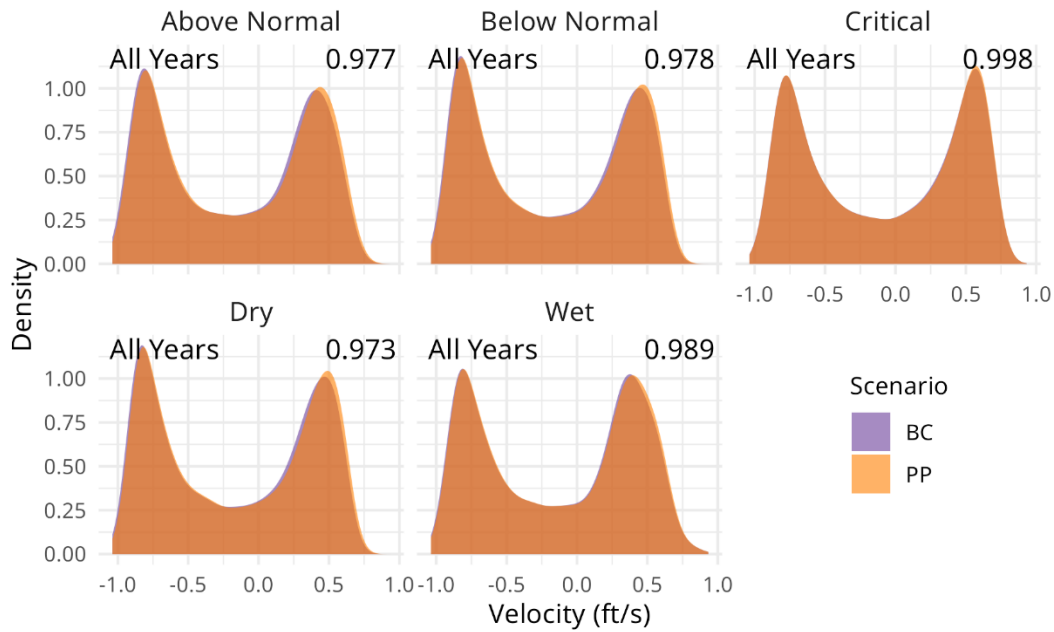 Above Normal
Below Normal
Critical
All Years 0.977
All Years 0.978
All Years 0.998
1.00
0.75
0.50
0.25
0.00
-1.0 -0.5 0.0 0.5 1.0
Dry
Wet
All Years 0.973
All Years 0.989
1.00
0.75
0.50
0.25
0.00
-1.0 -0.5 0.0 0.5 1.0
-1.0 -0.5 0.0 0.5 1.0
Density
Velocity (ft/s)
Scenario
BC
PP